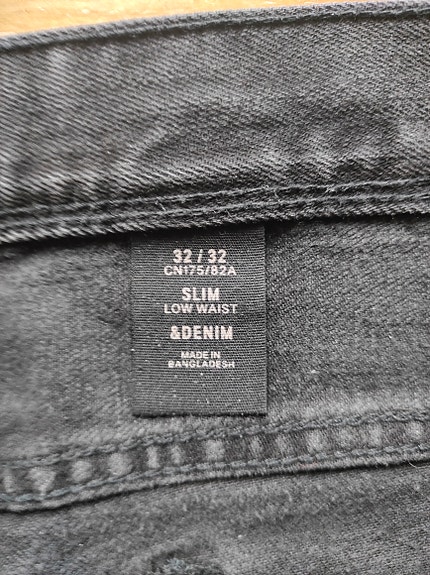 32 / 32
CN175/82A
SLIM
LOW WAIST
&DENIM
MADE IN
BANGLADESH